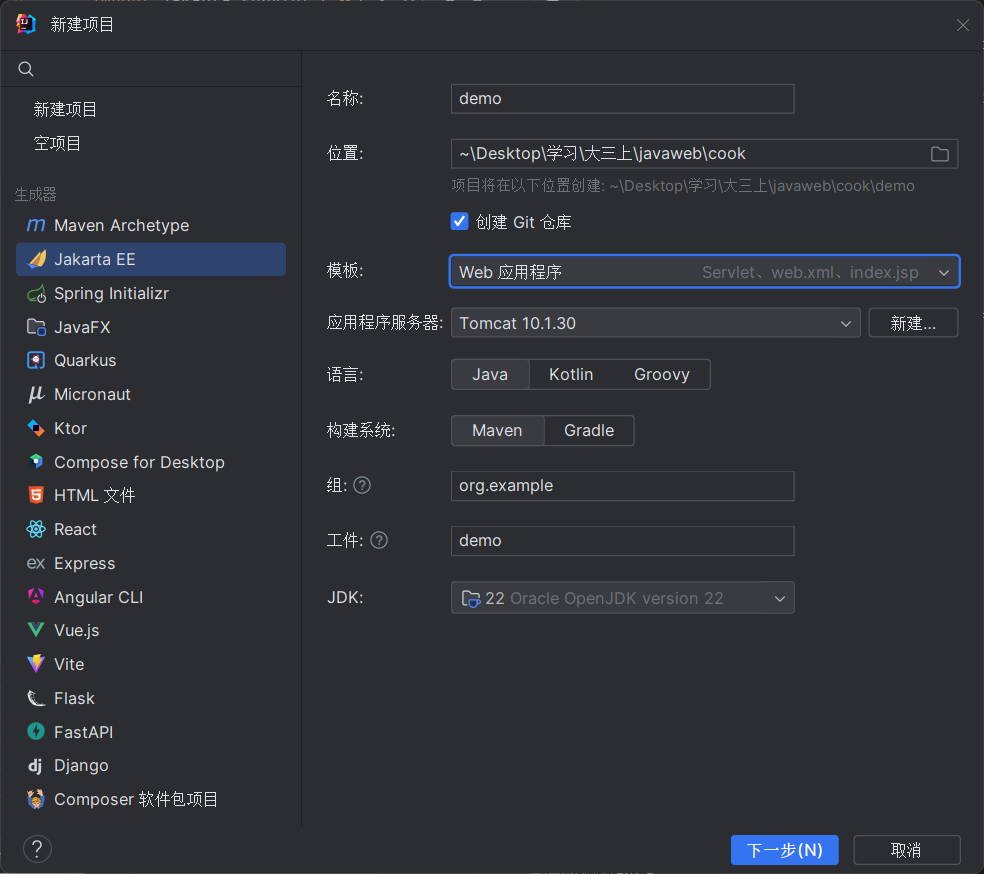 新建项目
新建项目
空项目
生成器
Maven Archetype
Jakarta EE
Spring Initializr
JavaFX
Quarkus
Micronaut
Ktor
Compose for Desktop
HTML 文件
React
Express
Angular CLI
Vue.js
Vite
Flask
FastAPI
Django
Composer 软件包项目
名称: demo
位置: ~\Desktop\学习\大三上\javaweb\cook
项目将在以下位置创建: ~\Desktop\学习\大三上\javaweb\cook\demo
创建 Git 仓库
模板: Web 应用程序 Servlet、web.xml、index.jsp
应用程序服务器: Tomcat 10.1.30 新建...
语言: Java Kotlin Groovy
构建系统: Maven Gradle
组: ? org.example
工件: ? demo
JDK: 22 Oracle OpenJDK version 22
? 下一步(N) 取消